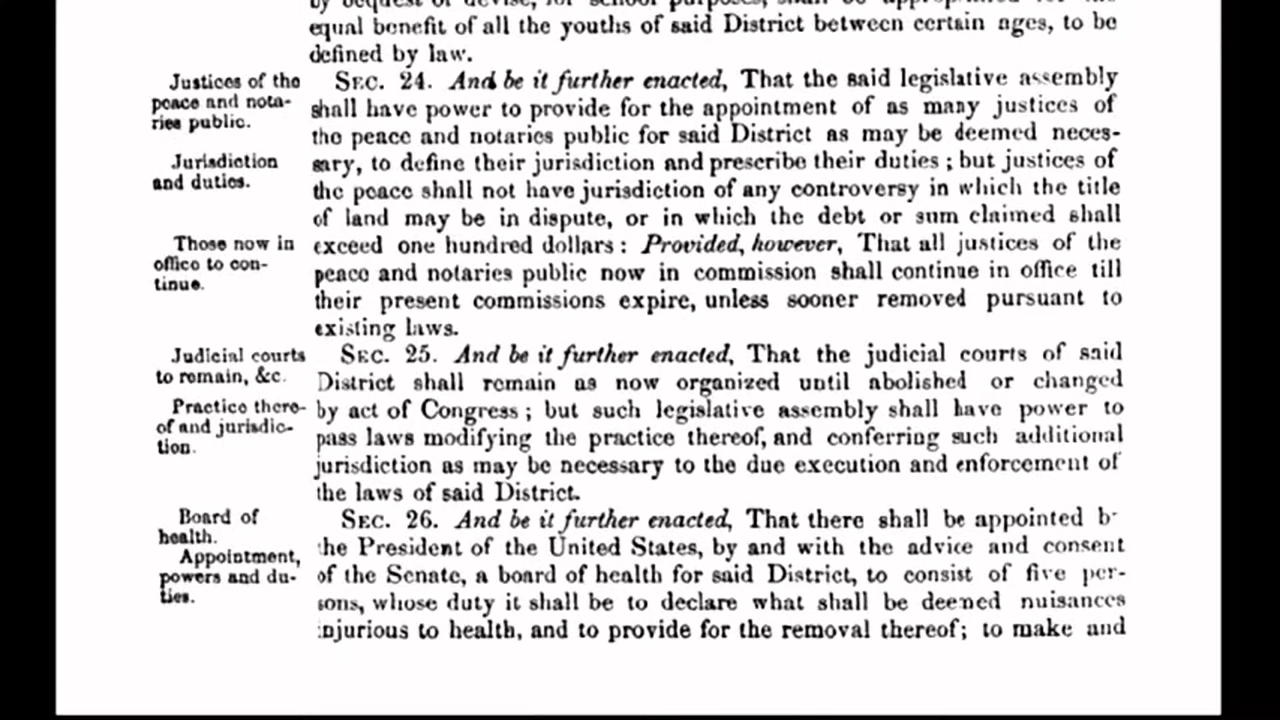 by bequest or devise, for school purposes, shall be appropriated for the
equal benefit of all the youths of said District between certain ages, to be
defined by law.
Justices of the
peace and nota-
ries public.
SEC. 24. And be it further enacted, That the said legislative assembly
shall have power to provide for the appointment of as many justices of
the peace and notaries public for said District as may be deemed neces-
Jurisdiction
and duties.
sary, to define their jurisdiction and prescribe their duties; but justices of
the peace shall not have jurisdiction of any controversy in which the title
of land may be in dispute, or in which the debt or sum claimed shall
Those now in
office to con-
tinue.
exceed one hundred dollars: Provided, however, That all justices of the
peace and notaries public now in commission shall continue in office till
their present commissions expire, unless sooner removed pursuant to
existing laws.
Judicial courts
to remain, &c.
SEC. 25. And be it further enacted, That the judicial courts of said
District shall remain as now organized until abolished or changed
Practice there-
of and jurisdic-
tion.
by act of Congress; but such legislative assembly shall have power to
pass laws modifying the practice thereof, and conferring such additional
jurisdiction as may be necessary to the due execution and enforcement of
the laws of said District.
Board of
health.
Appointment,
powers and du-
ties.
SEC. 26. And be it further enacted, That there shall be appointed b
he President of the United States, by and with the advice and consent
of the Senate, a board of health for said District, to consist of five per-
sons, whose duty it shall be to declare what shall be deemed nuisances
injurious to health, and to provide for the removal thereof; to make and